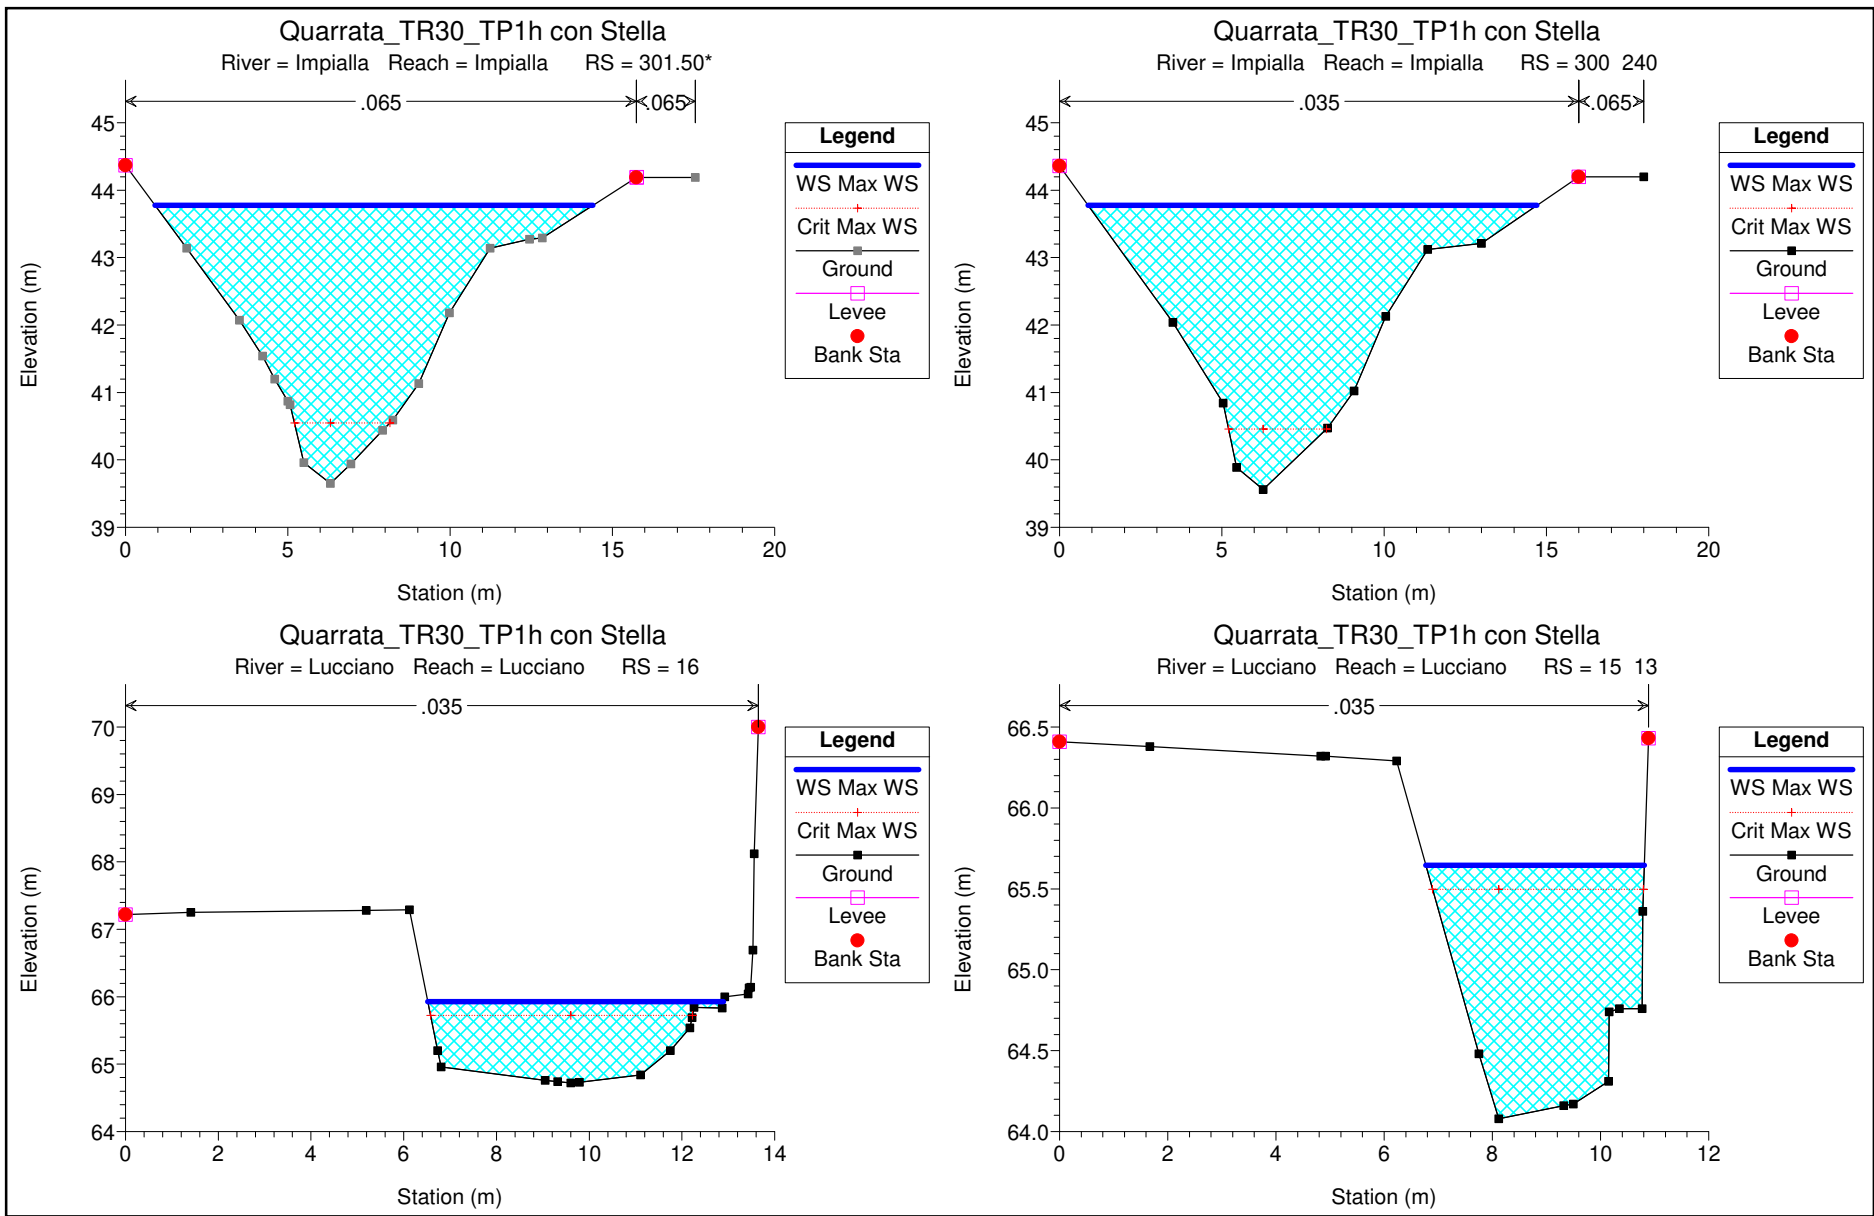 Quarrata_TR30_TP1h con Stella
River = Impialla Reach = Impialla RS = 301.50*
.065
.065
45
44
43
42
41
40
39
Elevation (m)
0
5
10
15
20
Station (m)
Legend
WS Max WS
Crit Max WS
Ground
Levee
Bank Sta
Quarrata_TR30_TP1h con Stella
River = Impialla Reach = Impialla RS = 300 240
.035
.065
45
44
43
42
41
40
39
Elevation (m)
0
5
10
15
20
Station (m)
Legend
WS Max WS
Crit Max WS
Ground
Levee
Bank Sta
Quarrata_TR30_TP1h con Stella
River = Lucciano Reach = Lucciano RS = 16
.035
70
69
68
67
66
65
64
Elevation (m)
0
2
4
6
8
10
12
14
Station (m)
Legend
WS Max WS
Crit Max WS
Ground
Levee
Bank Sta
Quarrata_TR30_TP1h con Stella
River = Lucciano Reach = Lucciano RS = 15 13
.035
66.5
66.0
65.5
65.0
64.5
64.0
Elevation (m)
0
2
4
6
8
10
12
Station (m)
Legend
WS Max WS
Crit Max WS
Ground
Levee
Bank Sta